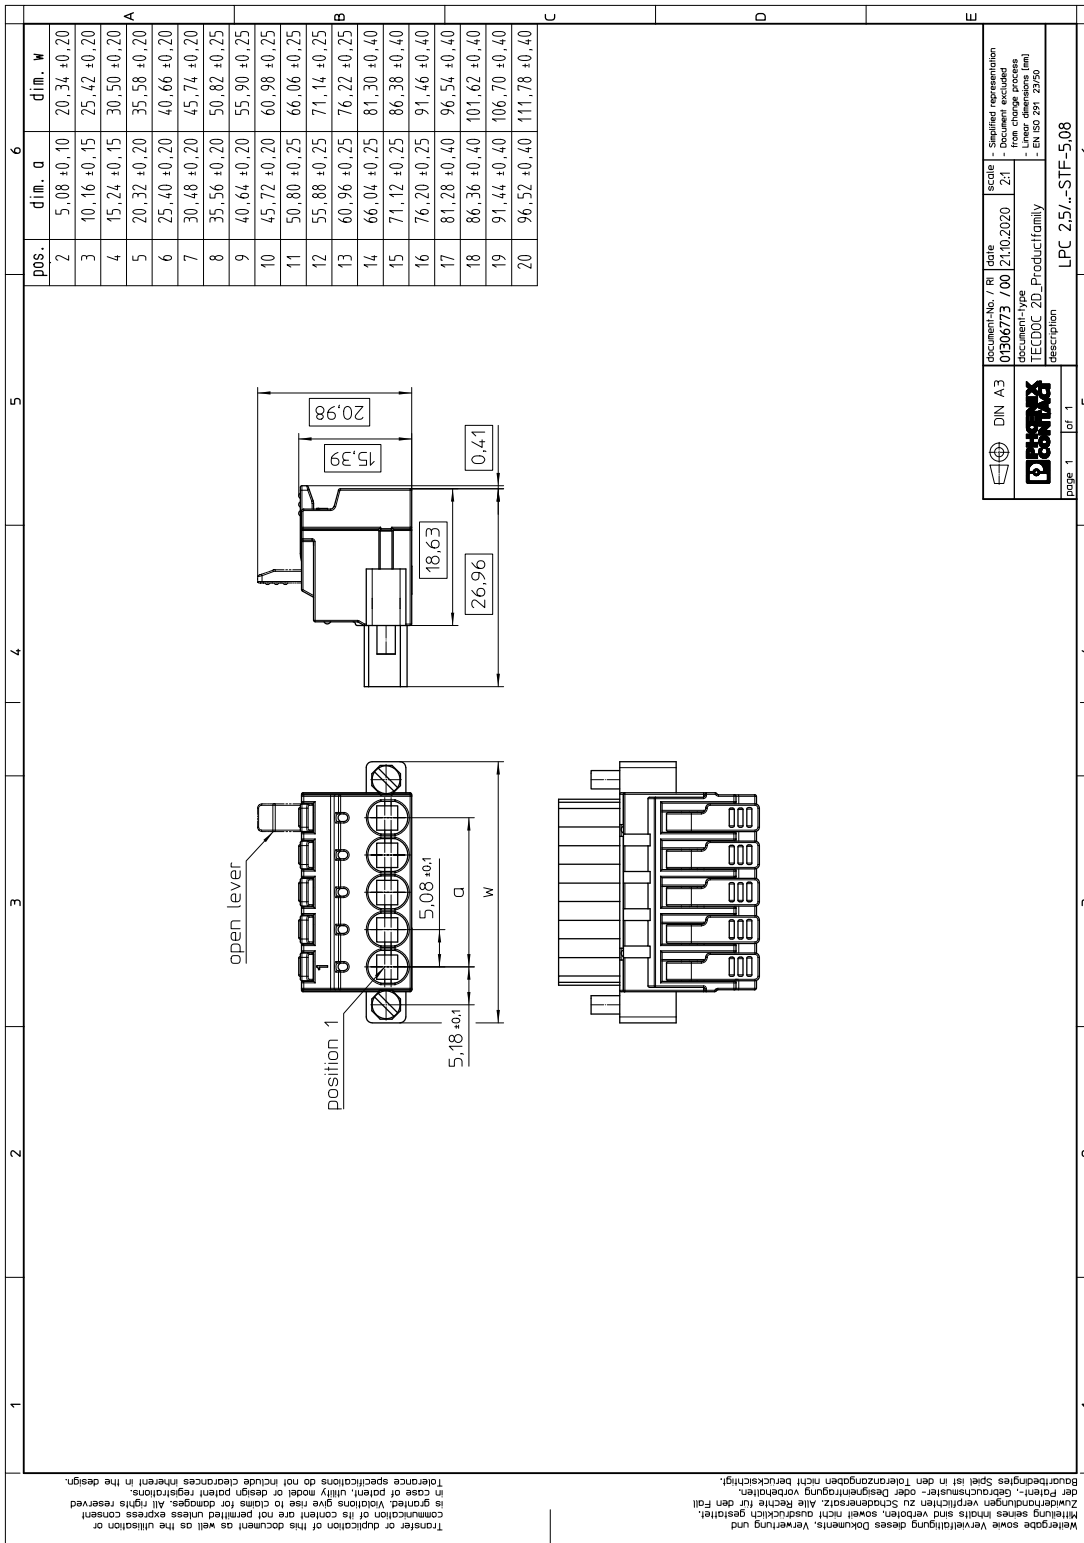 pos. dim. a dim. w
2 5,08 ±0,10 20,34 ±0,20
3 10,16 ±0,15 25,42 ±0,20
4 15,24 ±0,15 30,50 ±0,20
5 20,32 ±0,20 35,58 ±0,20
6 25,40 ±0,20 40,66 ±0,20
7 30,48 ±0,20 45,74 ±0,20
8 35,56 ±0,20 50,82 ±0,25
9 40,64 ±0,20 55,90 ±0,25
10 45,72 ±0,20 60,98 ±0,25
11 50,80 ±0,25 66,06 ±0,25
12 55,88 ±0,25 71,14 ±0,25
13 60,96 ±0,25 76,22 ±0,25
14 66,04 ±0,25 81,30 ±0,40
15 71,12 ±0,25 86,38 ±0,40
16 76,20 ±0,25 91,46 ±0,40
17 81,28 ±0,40 96,54 ±0,40
18 86,36 ±0,40 101,62 ±0,40
19 91,44 ±0,40 106,70 ±0,40
20 96,52 ±0,40 111,78 ±0,40
1 2 3 4 5 6
A
B
C
D
E
20,98
15,39
0,41
18,63
26,96
open lever
position 1
1
5,08 ±0,1
a
w
5,18 ±0,1
DIN A3
PHOENIX
CONTACT
page 1 of 1
document-No. / RI
01306773 / 00
date
21.10.2020
scale
2:1
- Simplified representation
- Document excluded
from change process
- Linear dimensions [mm]
- EN ISO 291 23/50
document-type
TECDOC 2D_Productfamily
description
LPC 2,5/..-STF-5,08
Transfer or duplication of this document as well as the utilisation or
communication of its content are not permitted unless express consent
is granted. Violations give rise to claims for damages. All rights reserved
in case of patent, utility model or design patent registrations.
Tolerance specifications do not include clearances inherent in the design.
Weitergabe sowie Vervielfältigung dieses Dokuments, Verwertung und
Mitteilung seines Inhalts sind verboten, soweit nicht ausdrücklich gestattet.
Zuwiderhandlungen verpflichten zu Schadenersatz. Alle Rechte für den Fall
der Patent-, Gebrauchsmuster- oder Designeintragung vorbehalten.
Bauartbedingtes Spiel ist in den Toleranzangaben nicht berücksichtigt.